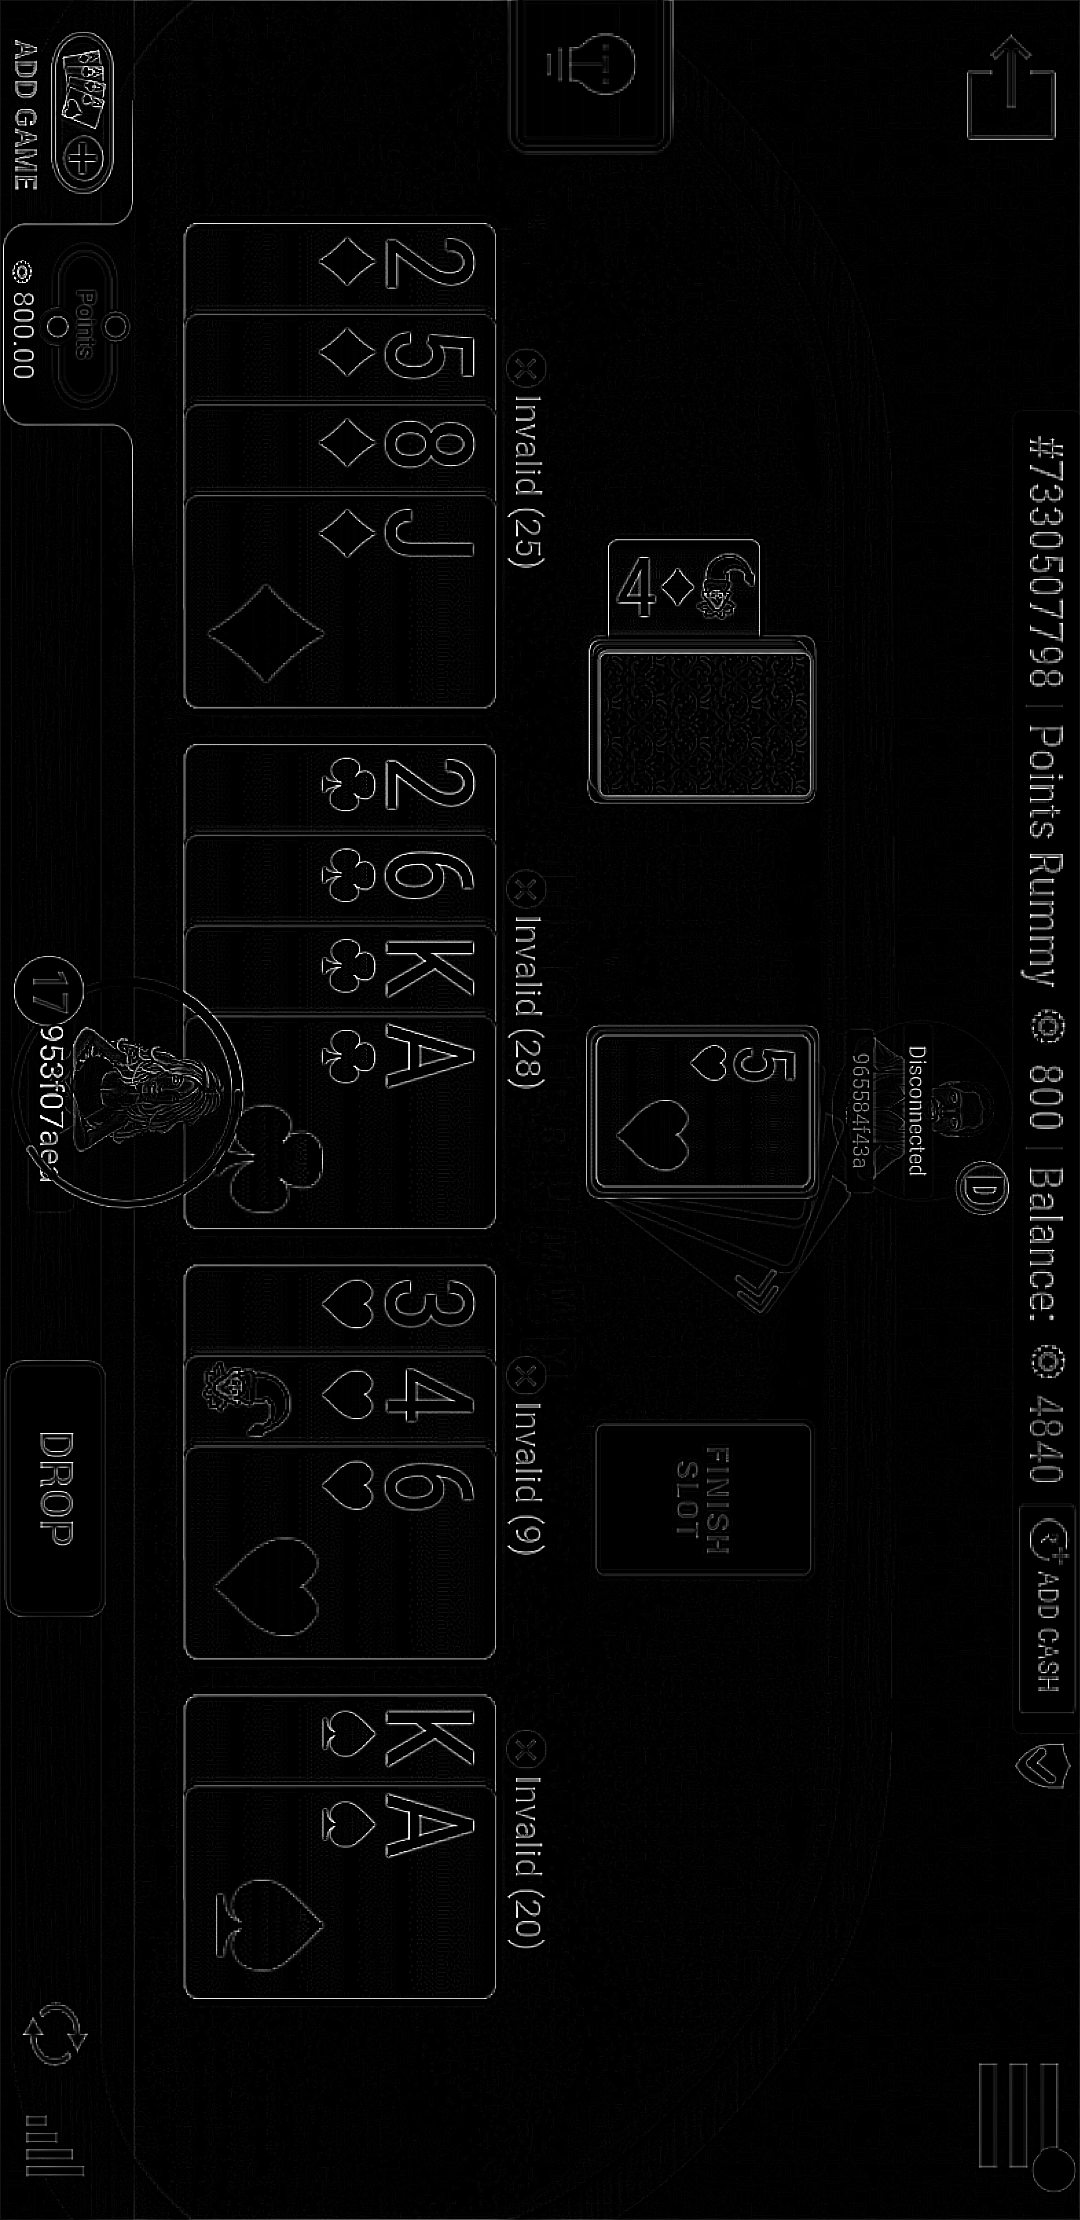 #7330507798 | Points Rummy 800 | Balance: 4840
ADD CASH
D
Disconnected
965584f43a
4
5
FINISH
SLOT
Invalid (25)
Invalid (28)
Invalid (9)
Invalid (20)
2 5 8 J
2 6 K A
3 4 6
K A
ADD GAME
Points
800.00
17
953f07ae
DROP